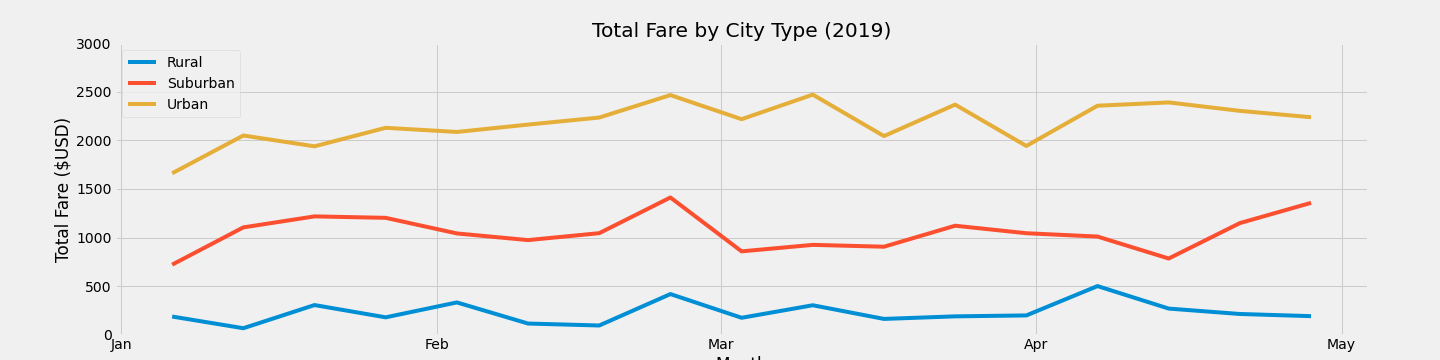 Total Fare by City Type (2019)
3000
2500
2000
1500
1000
500
0
Total Fare ($USD)
Rural
Suburban
Urban
Jan Feb Mar Apr May